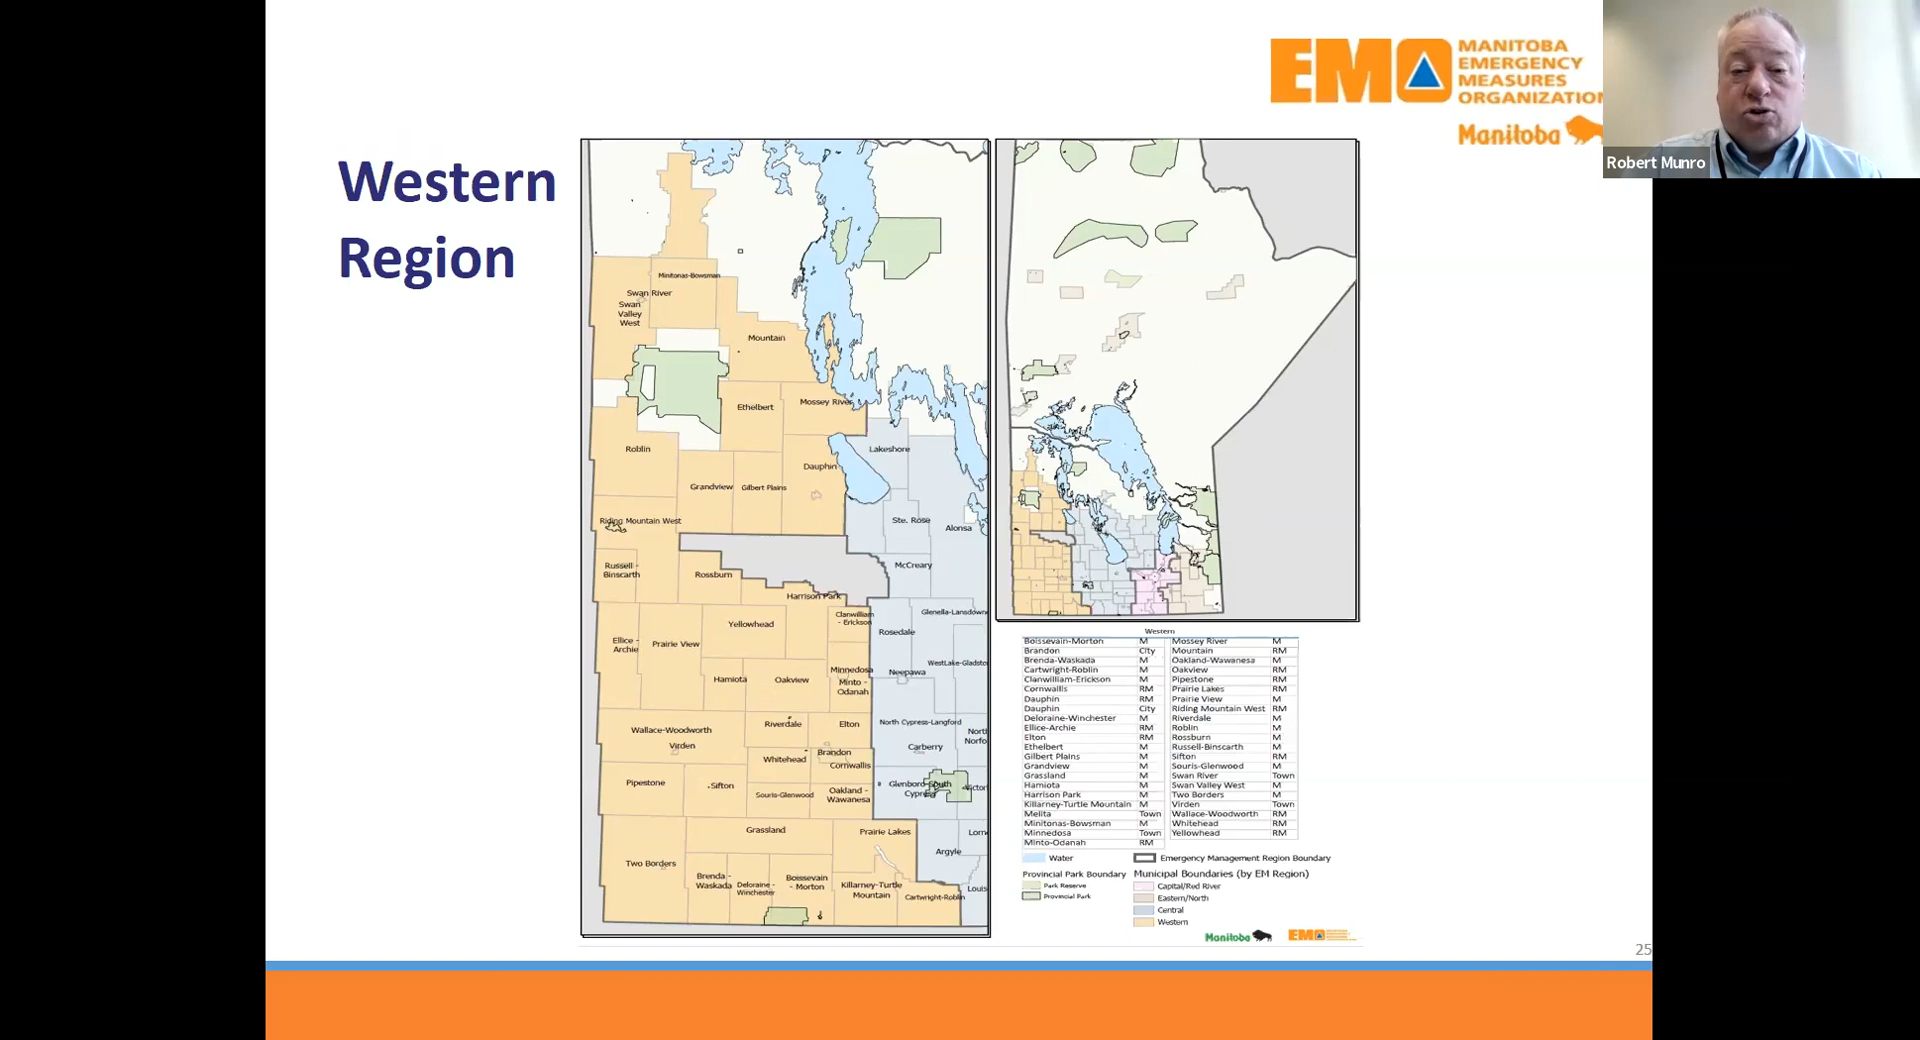 Western
Region
EMO
MANITOBA
EMERGENCY
MEASURES
ORGANIZATION
Manitoba
Robert Munro
Minitonas-Bowsman
Swan River
Swan
Valley
West
Mountain
Ethelbert
Mossey River
Roblin
Lakeshore
Dauphin
Grandview
Gilbert Plains
Riding Mountain West
Ste. Rose
Alonsa
Russell -
Binscarth
Rossburn
McCreary
Harrison Park
Clanwilliam
- Erickson
Glenella-Lansdown
Yellowhead
Rosedale
Ellice -
Archie
Prairie View
WestLake-Gladsto
Minnedosa
Neepawa
Hamiota
Oakview
Minto -
Odanah
Riverdale
Elton
North Cypress-Langford
Wallace-Woodworth
North
Norfo
Virden
Brandon
Carberry
Whitehead
Cornwallis
Pipestone
Sifton
Glenboro-South
Cypress
Victor
Souris-Glenwood
Oakland -
Wawanesa
Grassland
Prairie Lakes
Lorn
Argyle
Two Borders
Brenda -
Waskada
Deloraine -
Winchester
Boissevain
- Morton
Killarney-Turtle
Mountain
Cartwright-Roblin
Louis
Western
Boissevain-Morton M Mossey River M
Brandon City Mountain RM
Brenda-Waskada M Oakland-Wawanesa M
Cartwright-Roblin M Oakview RM
Clanwilliam-Erickson M Pipestone RM
Cornwallis RM Prairie Lakes RM
Dauphin RM Prairie View M
Dauphin City Riding Mountain West RM
Deloraine-Winchester M Riverdale M
Ellice-Archie RM Roblin M
Elton RM Rossburn M
Ethelbert M Russell-Binscarth M
Gilbert Plains M Sifton RM
Grandview M Souris-Glenwood M
Grassland M Swan River Town
Hamiota M Swan Valley West M
Harrison Park M Two Borders M
Killarney-Turtle Mountain M Virden Town
Melita Town Wallace-Woodworth RM
Minitonas-Bowsman M Whitehead RM
Minnedosa Town Yellowhead RM
Minto-Odanah RM
Water
Emergency Management Region Boundary
Provincial Park Boundary
Park Reserve
Provincial Park
Municipal Boundaries (by EM Region)
Capital/Red River
Eastern/North
Central
Western
Manitoba
EMO
25